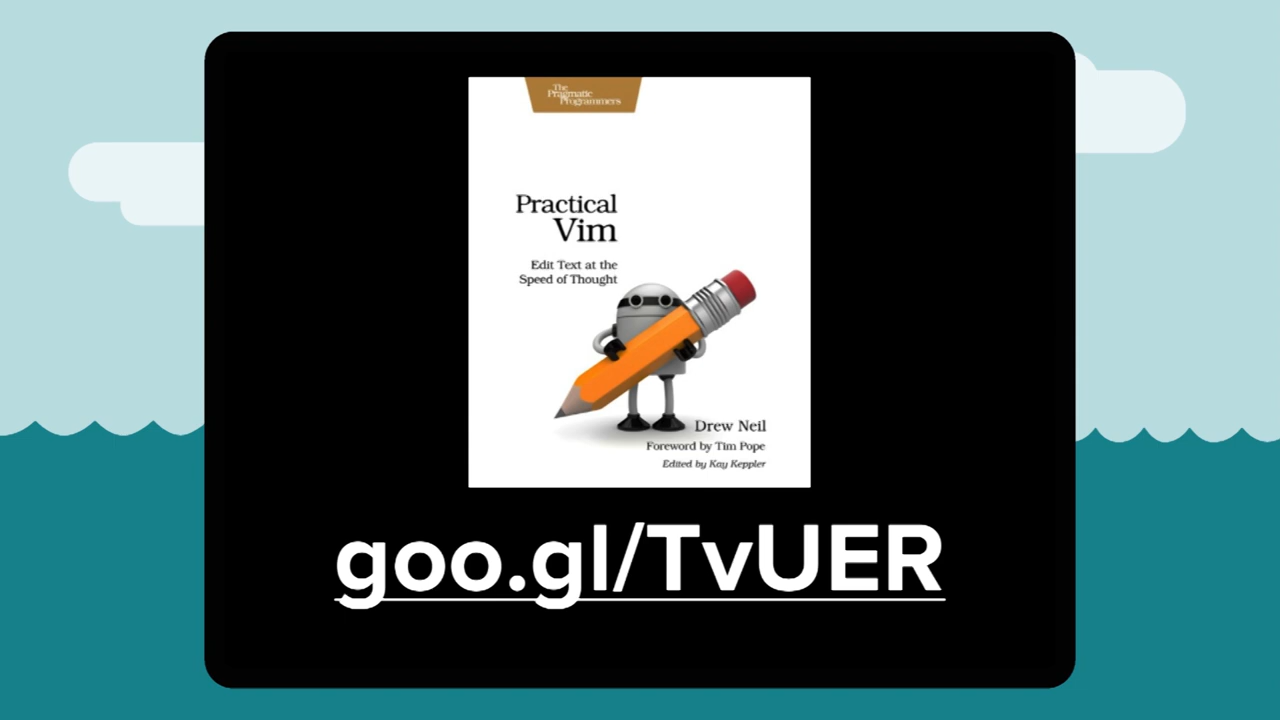 The
Pragmatic
Programmers
Practical
Vim
Edit Text at the
Speed of Thought
Drew Neil
Foreword by Tim Pope
Edited by Kay Keppler
goo.gl/TvUER